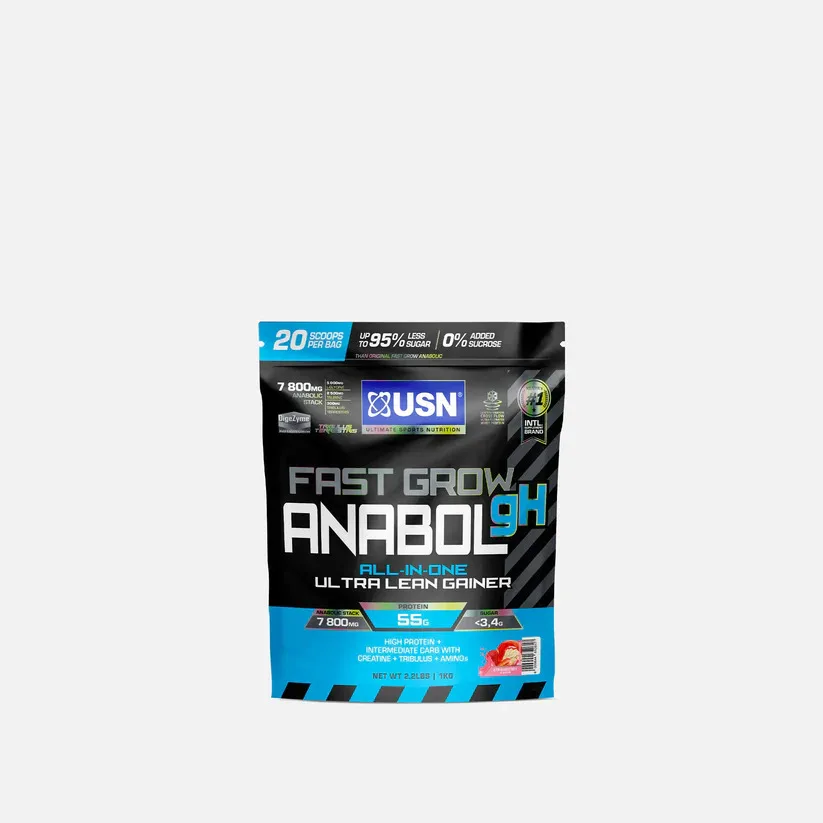 20 SCOOPS PER BAG
UP TO 95% LESS SUGAR
0% ADDED SUCROSE
THAN ORIGINAL FAST GROW ANABOLIC
7 800MG
ANABOLIC
STACK
USN®
ULTIMATE SPORTS NUTRITION
DigeZyme
INTL.
BRAND
FAST GROW
ANABOL gH
ALL-IN-ONE
ULTRA LEAN GAINER
ANABOLIC STACK
7 800MG
PROTEIN
55G
SUGAR
<3,4G
HIGH PROTEIN +
INTERMEDIATE CARB WITH
CREATINE + TRIBULUS + AMINOs
NET WT 2.2LBS | 1KG